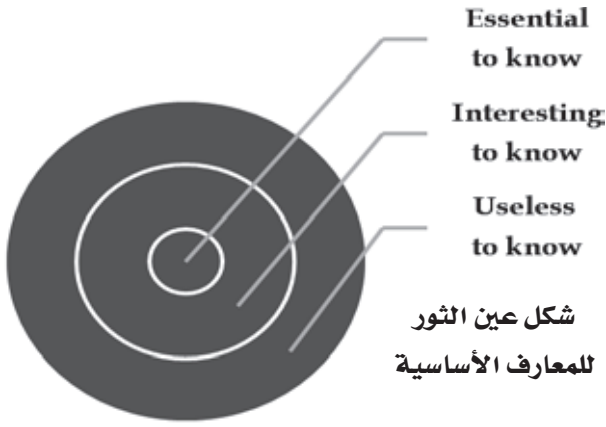 Essential
to know
Interesting
to know
Useless
to know
شكل عين الثور
للمعارف الأساسية